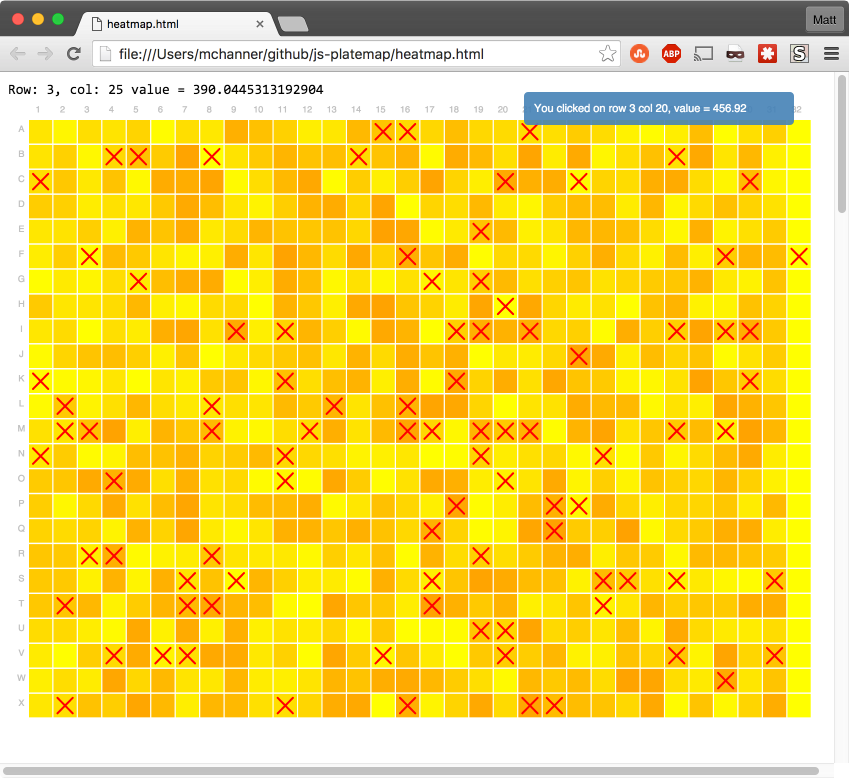 heatmap.html
Matt
file:///Users/mchanner/github/js-platemap/heatmap.html
ABP
S
Row: 3, col: 25 value = 390.0445313192904
You clicked on row 3 col 20, value = 456.92
1 2 3 4 5 6 7 8 9 10 11 12 13 14 15 16 17 18 19 20 32
A
B
C
D
E
F
G
H
I
J
K
L
M
N
O
P
Q
R
S
T
U
V
W
X